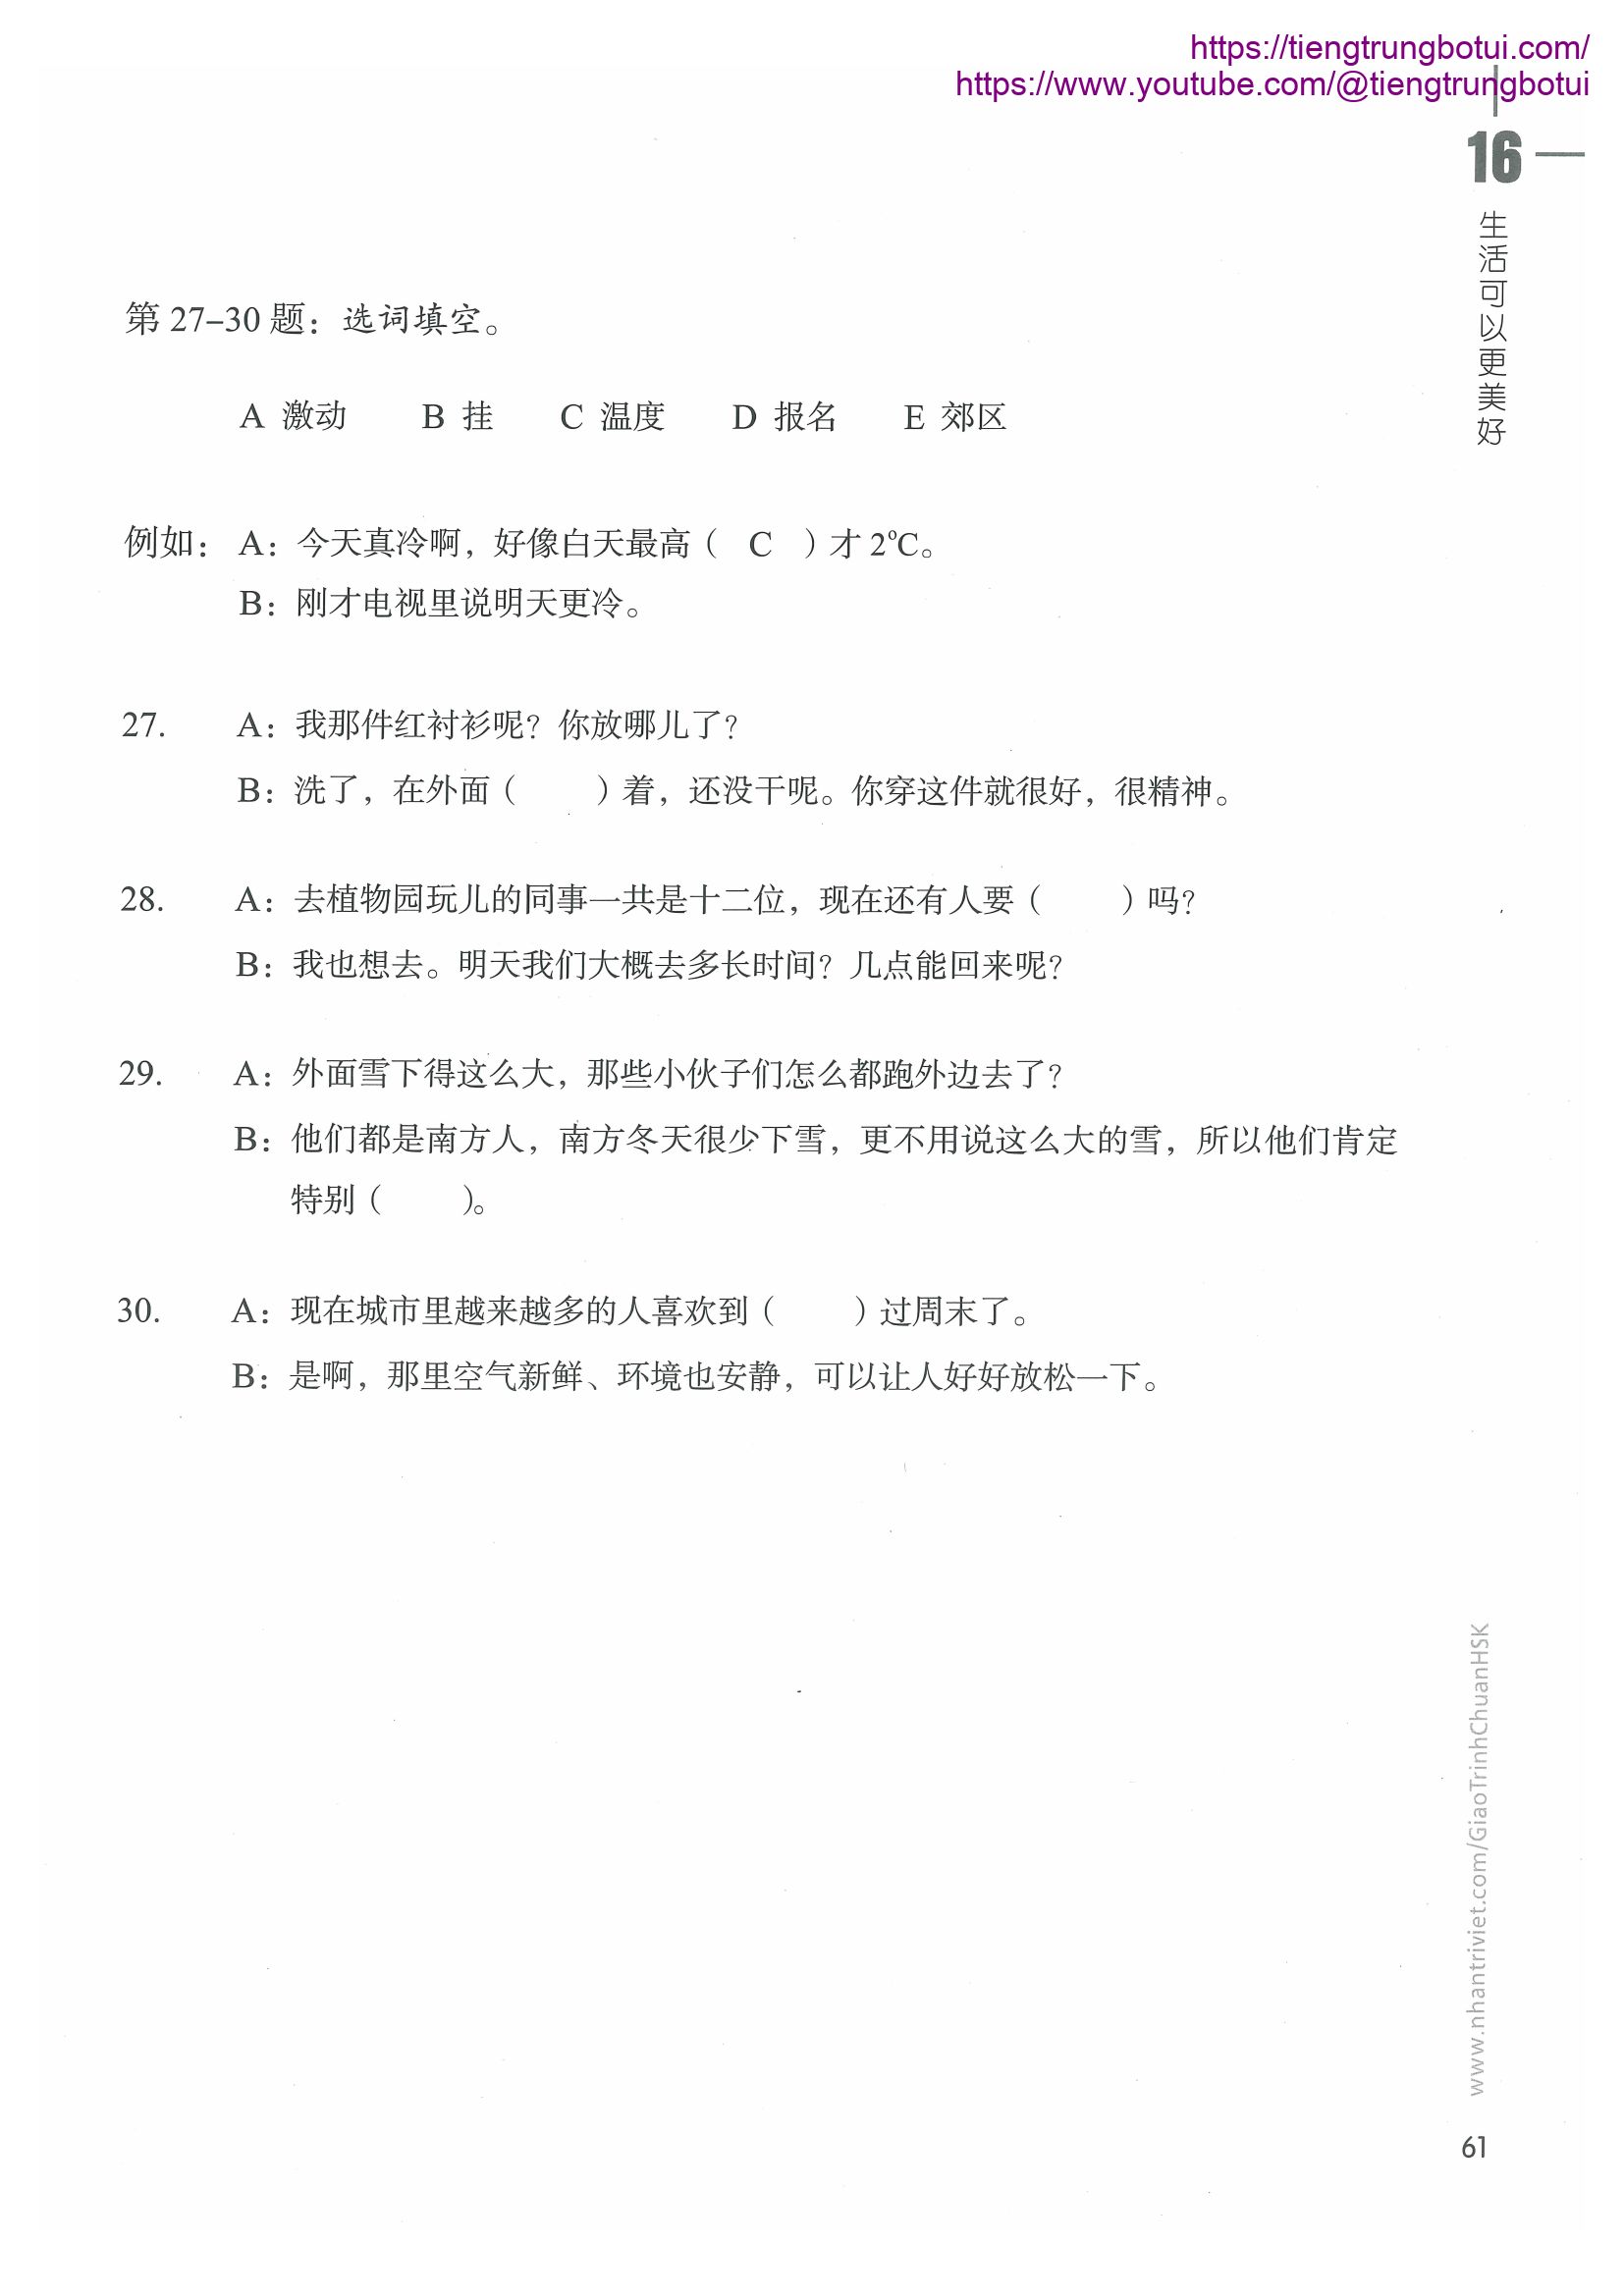 https://tiengtrungbotui.com/
https://www.youtube.com/@tiengtrungbotui
16
生活可以更美好
第 27–30 题：选词填空。
A 激动 B 挂 C 温度 D 报名 E 郊区
例如： A：今天真冷啊，好像白天最高（ C ）才 2℃。
B：刚才电视里说明天更冷。
27. A：我那件红衬衫呢？你放哪儿了？
B：洗了，在外面（ ）着，还没干呢。你穿这件就很好，很精神。
28. A：去植物园玩儿的同事一共是十二位，现在还有人要（ ）吗？
B：我也想去。明天我们大概去多长时间？几点能回来呢？
29. A：外面雪下得这么大，那些小伙子们怎么都跑外边去了？
B：他们都是南方人，南方冬天很少下雪，更不用说这么大的雪，所以他们肯定
特别（ ）。
30. A：现在城市里越来越多的人喜欢到（ ）过周末了。
B：是啊，那里空气新鲜、环境也安静，可以让人好好放松一下。
www.nhantriviet.com/GiaoTrinhChuanHSK
61